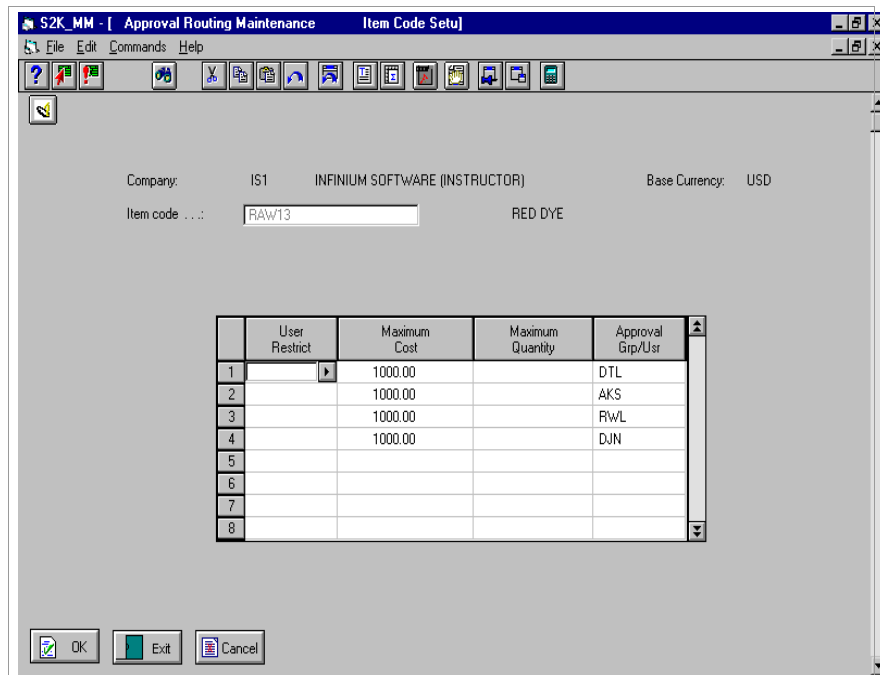 S2K_MM - [ Approval Routing Maintenance Item Code Setu]
File Edit Commands Help
Company: IS1 INFINIUM SOFTWARE (INSTRUCTOR) Base Currency: USD
Item code . . .: RAW13 RED DYE
User Restrict Maximum Cost Maximum Quantity Approval Grp/Usr
1 1000.00 DTL
2 1000.00 AKS
3 1000.00 RWL
4 1000.00 DJN
5
6
7
8
OK Exit Cancel